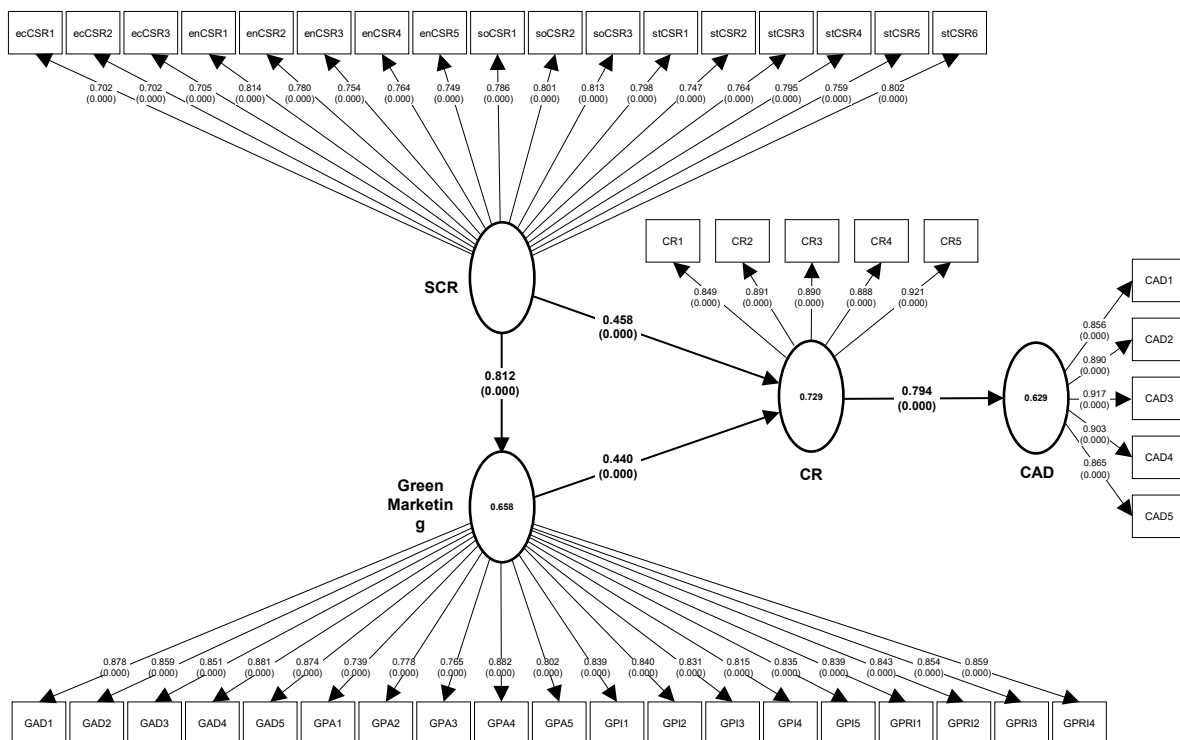 ecCSR1 ecCSR2 ecCSR3 enCSR1 enCSR2 enCSR3 enCSR4 enCSR5 soCSR1 soCSR2 soCSR3 stCSR1 stCSR2 stCSR3 stCSR4 stCSR5 stCSR6
0.702 0.702 0.705 0.814 0.780 0.754 0.764 0.749 0.786 0.801 0.813 0.798 0.747 0.764 0.795 0.759 0.802
(0.000) (0.000) (0.000) (0.000) (0.000) (0.000) (0.000) (0.000) (0.000) (0.000) (0.000) (0.000) (0.000) (0.000) (0.000) (0.000) (0.000)
CR1 CR2 CR3 CR4 CR5
0.849 0.891 0.890 0.888 0.921
(0.000) (0.000) (0.000) (0.000) (0.000)
SCR
0.458
(0.000)
0.812
(0.000)
0.729
CR
0.794
(0.000)
0.629
CAD
CAD1
0.856
(0.000)
CAD2
0.890
(0.000)
CAD3
0.917
(0.000)
CAD4
0.903
(0.000)
CAD5
0.865
(0.000)
0.440
(0.000)
Green
Marketin
g
0.658
0.878 0.859 0.851 0.881 0.874 0.739 0.778 0.765 0.882 0.802 0.839 0.840 0.831 0.815 0.835 0.839 0.843 0.854 0.859
(0.000) (0.000) (0.000) (0.000) (0.000) (0.000) (0.000) (0.000) (0.000) (0.000) (0.000) (0.000) (0.000) (0.000) (0.000) (0.000) (0.000) (0.000) (0.000)
GAD1 GAD2 GAD3 GAD4 GAD5 GPA1 GPA2 GPA3 GPA4 GPA5 GPI1 GPI2 GPI3 GPI4 GPI5 GPRI1 GPRI2 GPRI3 GPRI4